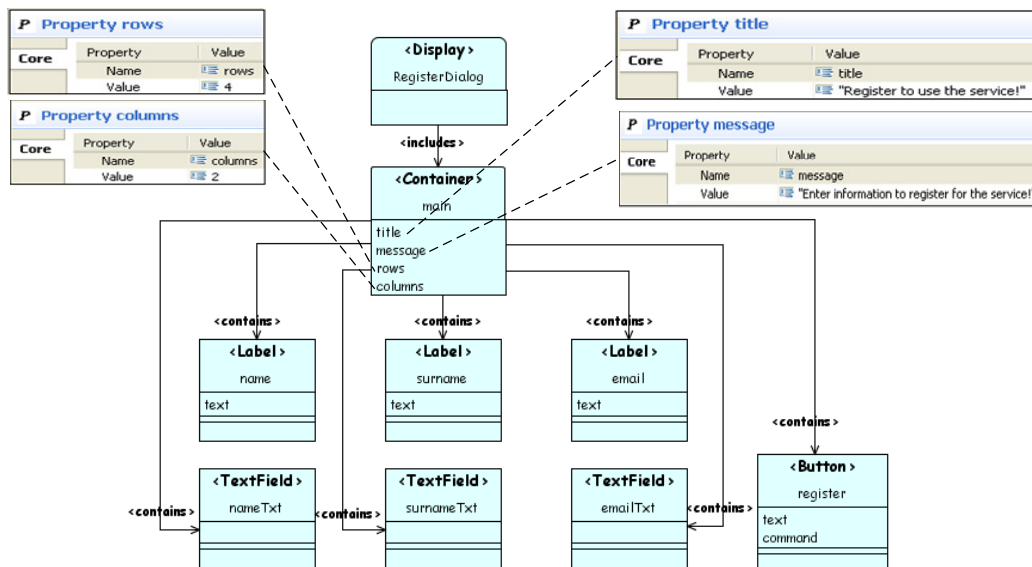 P Property rows
Core
Property Value
Name rows
Value 4
P Property columns
Core
Property Value
Name columns
Value 2
<Display>
RegisterDialog
P Property title
Core
Property Value
Name title
Value "Register to use the service!"
P Property message
Core
Property Value
Name message
Value "Enter information to register for the service!
<includes>
<Container>
main
title
message
rows
columns
<contains> <contains> <contains>
<Label> <Label> <Label>
name surname email
text text text
<contains>
<TextField> <TextField> <TextField> <Button>
nameTxt surnameTxt emailTxt register
<contains> <contains> <contains>
text
command